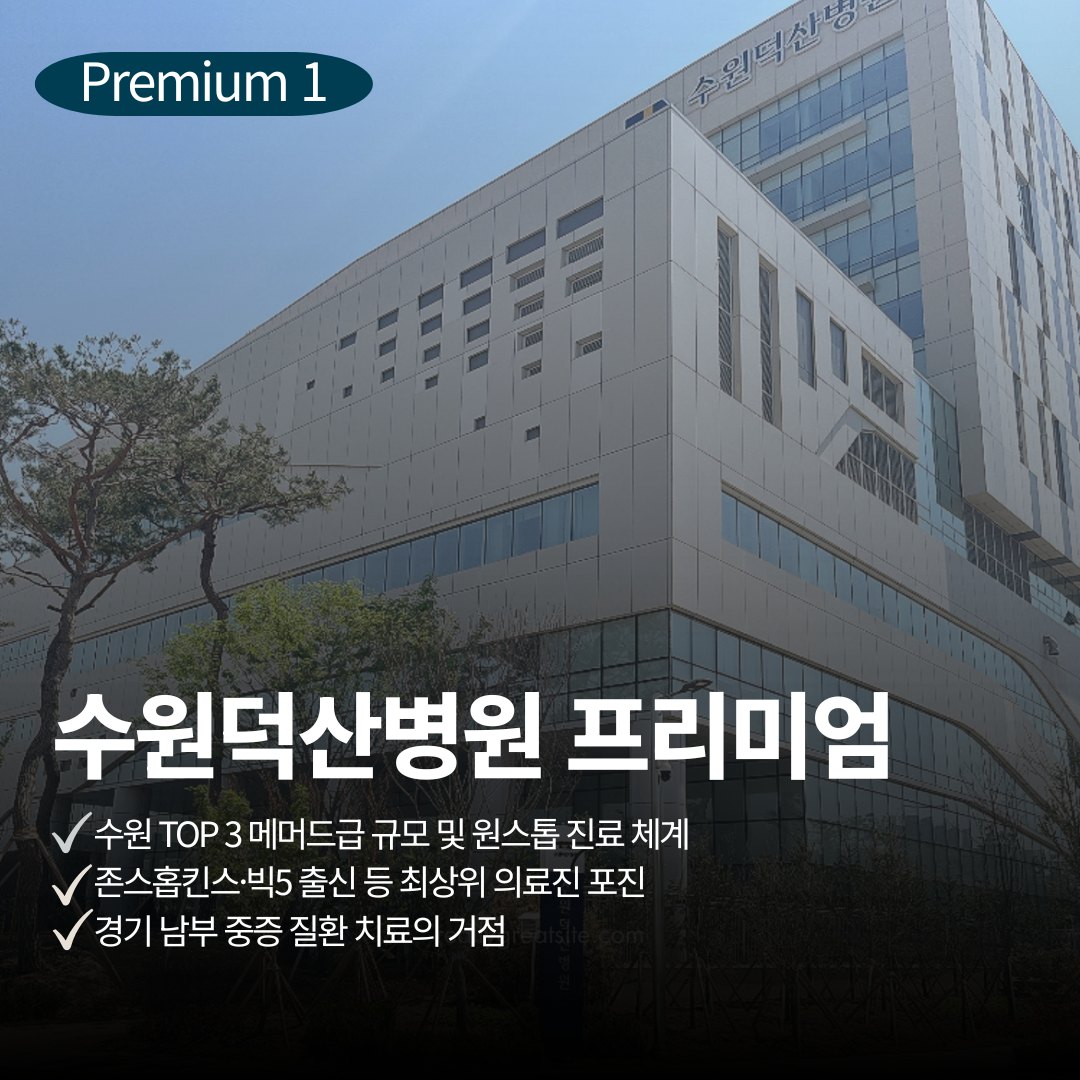 Premium 1
수원덕산병원
수원덕산병원 프리미엄
수원 TOP 3 메머드급 규모 및 원스톱 진료 체계
존스홉킨스·빅5 출신 등 최상위 의료진 포진
경기 남부 중증 질환 치료의 거점